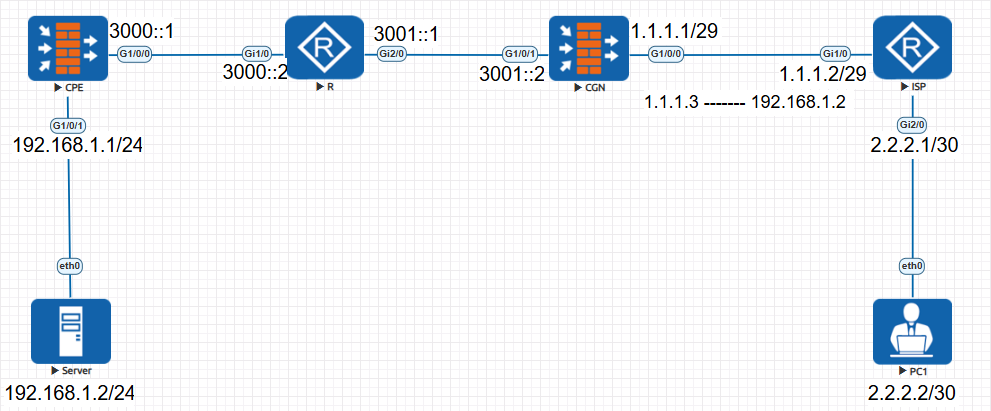 3000::1
G1/0/0
CPE
Gi1/0
3000::2
R
R
3001::1
Gi2/0
G1/0/1
3001::2
CGN
1.1.1.1/29
G1/0/0
Gi1/0
1.1.1.2/29
R
ISP
1.1.1.3 ------- 192.168.1.2
G1/0/1
192.168.1.1/24
Gi2/0
2.2.2.1/30
eth0
eth0
Server
192.168.1.2/24
PC1
2.2.2.2/30